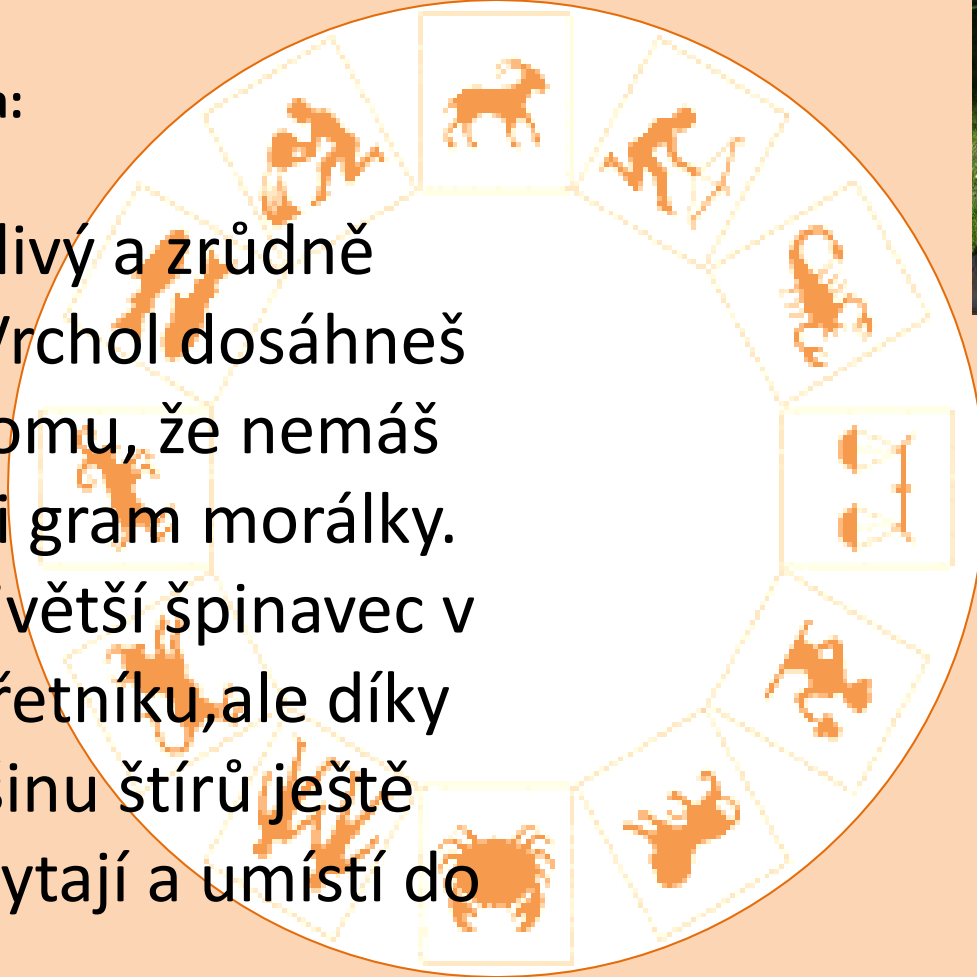 a:
livý a zrůdně
Vrchol dosáhneš
omu, že nemáš
i gram morálky.
větší špinavec v
řetníku,ale díky
šinu štírů ještě
ytají a umístí do